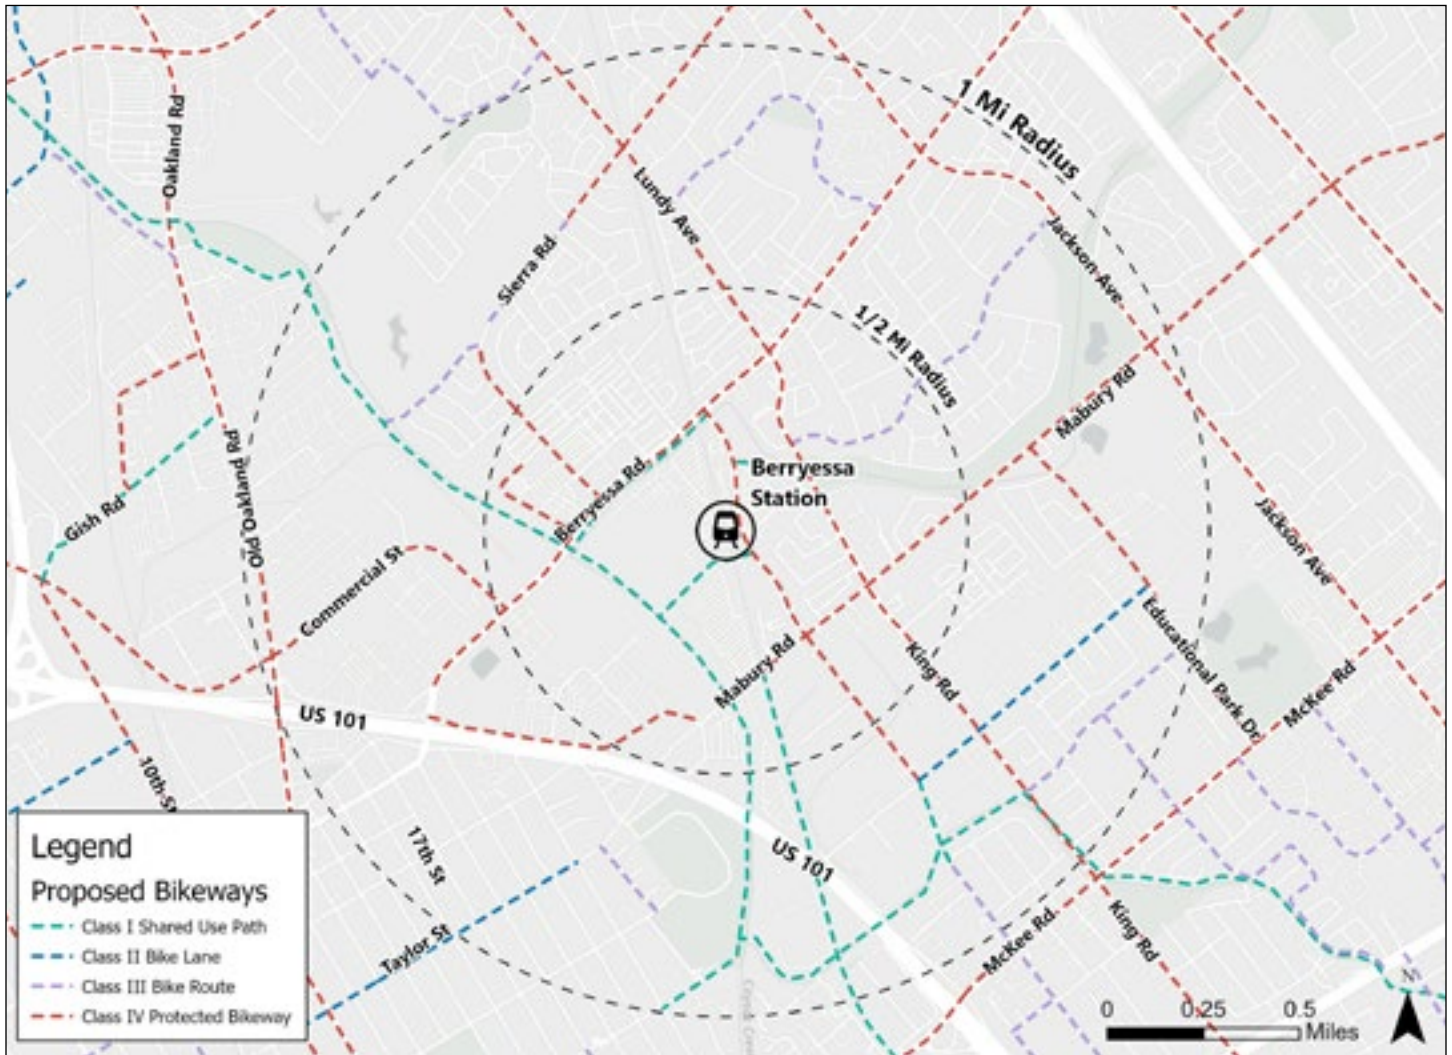 Oakland Rd
1 Mi Radius
Lundy Ave
Sierra Rd
Jackson Ave
1/2 Mi Radius
Mabury Rd
Berryessa Rd
Berryessa
Station
Gish Rd
Old Oakland Rd
Commercial St
Jackson Ave
Educational Park Dr
King Rd
Mabury Rd
McKee Rd
US 101
10th St
17th St
US 101
Taylor St
McKee Rd
King Rd
Legend
Proposed Bikeways
Class I Shared Use Path
Class II Bike Lane
Class III Bike Route
Class IV Protected Bikeway
N
0 0.25 0.5
Miles